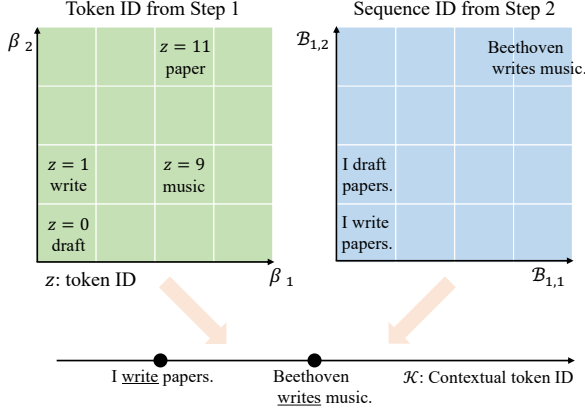 Token ID from Step 1
β 2
z = 11
paper
z = 1
write
z = 9
music
z = 0
draft
z: token ID
β 1
Sequence ID from Step 2
ℬ1,2
Beethoven
writes music.
I draft
papers.
I write
papers.
ℬ1,1
I write papers.
Beethoven
writes music.
𝒦: Contextual token ID